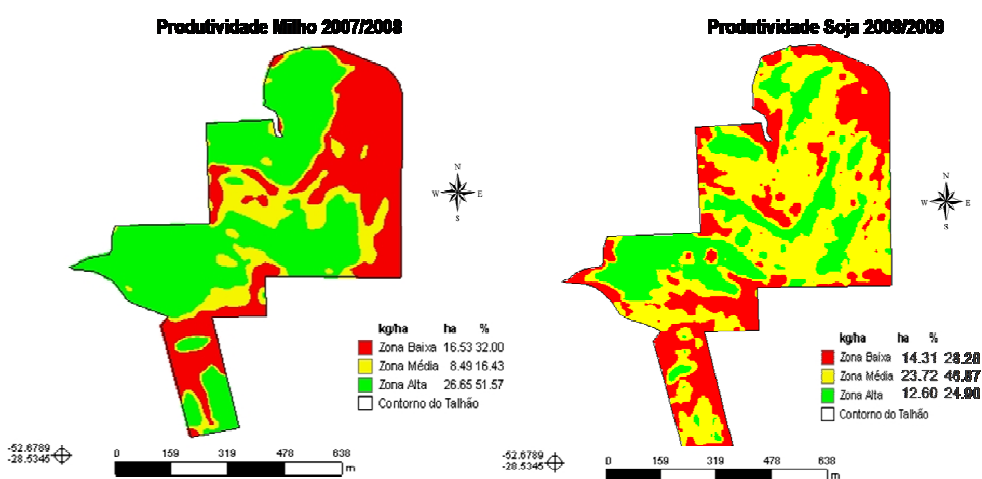 Produtividade Milho 2007/2008
N
W E
S
kg/ha ha %
Zona Baixa 16.53 32.00
Zona Média 8.49 16.43
Zona Alta 26.65 51.57
Contorno do Talhão
-52.6789
-28.5345
0 159 319 478 638
m
Produtividade Soja 2008/2009
N
W E
S
kg/ha ha %
Zona Baixa 14.31 28.26
Zona Média 23.72 46.87
Zona Alta 12.60 24.90
Contorno do Talhão
-52.6789
-28.5345
0 159 319 478 638
m